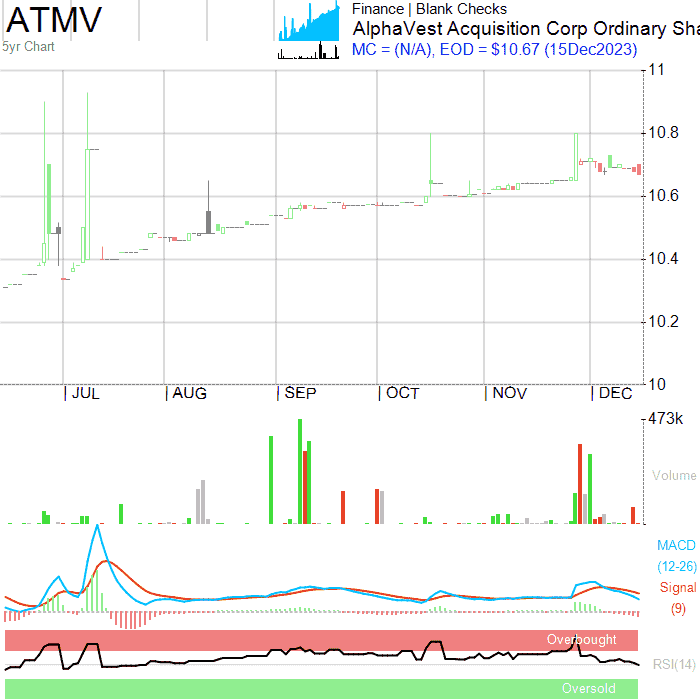 ATMV
5yr Chart
Finance | Blank Checks
AlphaVest Acquisition Corp Ordinary Sha
MC = (N/A), EOD = $10.67 (15Dec2023)
11
10.8
10.6
10.4
10.2
10
JUL AUG SEP OCT NOV DEC
473k
Volume
MACD
(12-26)
Signal
(9)
Overbought
RSI(14)
Oversold